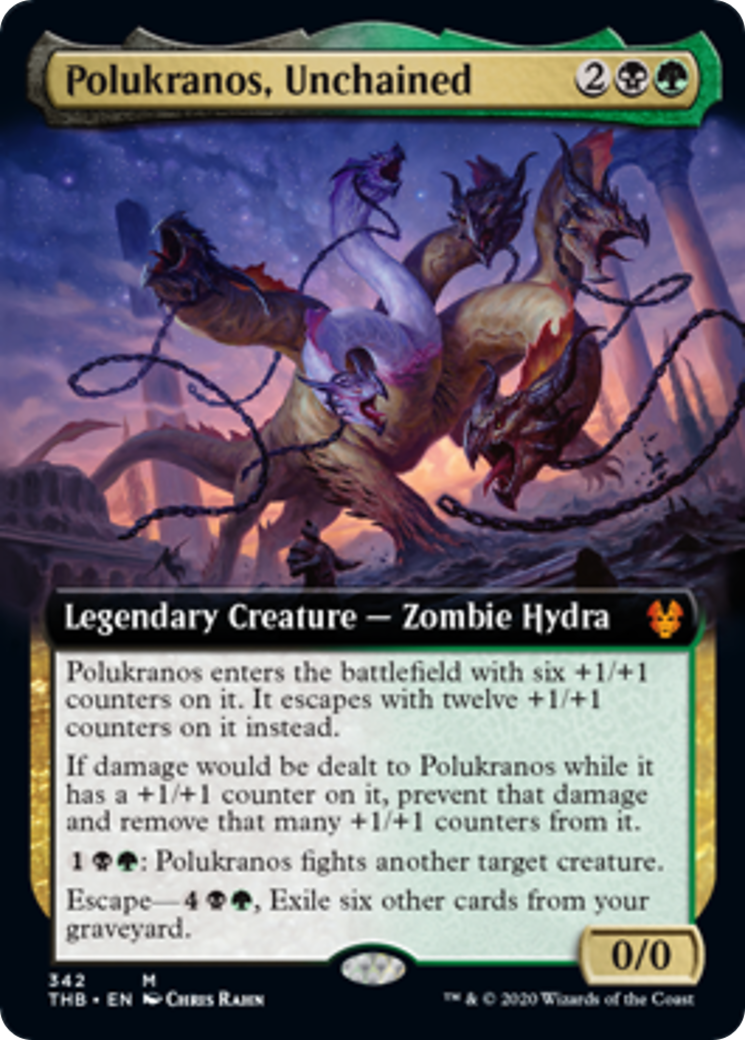 Polukranos, Unchained 2
Legendary Creature — Zombie Hydra
Polukranos enters the battlefield with six +1/+1
counters on it. It escapes with twelve +1/+1
counters on it instead.
If damage would be dealt to Polukranos while it
has a +1/+1 counter on it, prevent that damage
and remove that many +1/+1 counters from it.
1 : Polukranos fights another target creature.
Escape—4 , Exile six other cards from your
graveyard.
0/0
342 M
THB • EN Chris Rahn
™ & © 2020 Wizards of the Coast